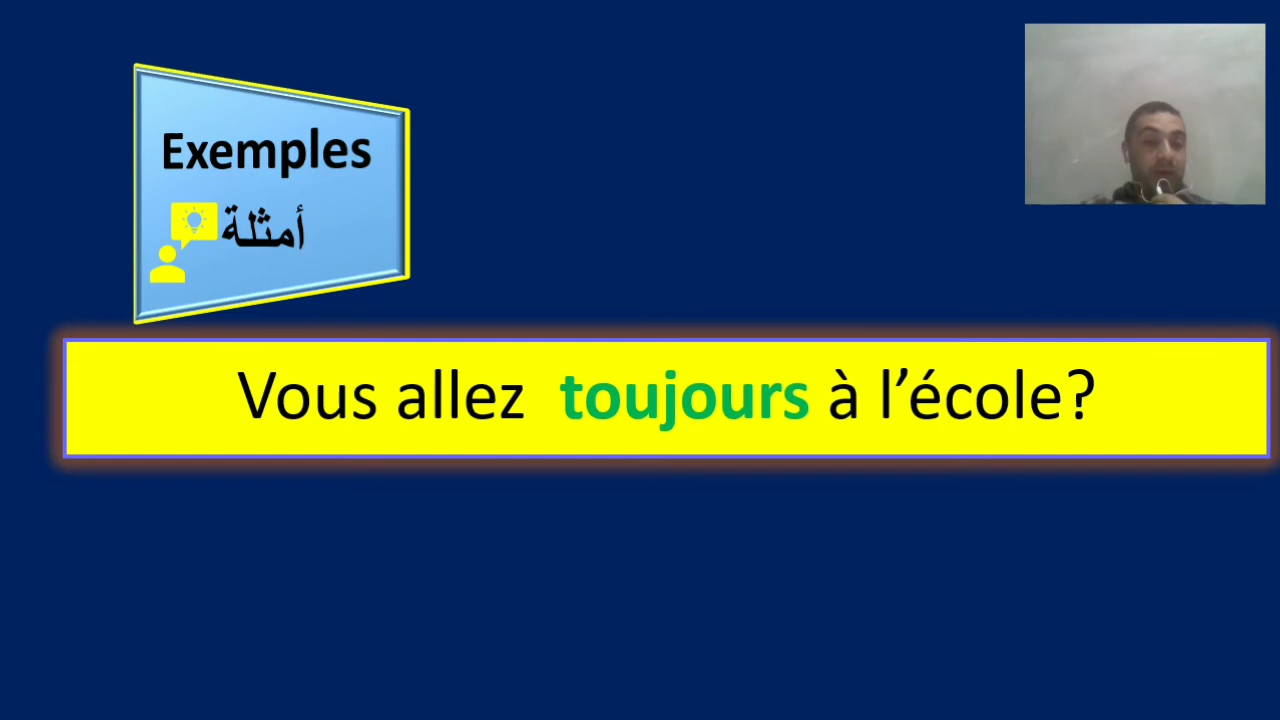 Exemples
أمثلة
Vous allez toujours à l’école?